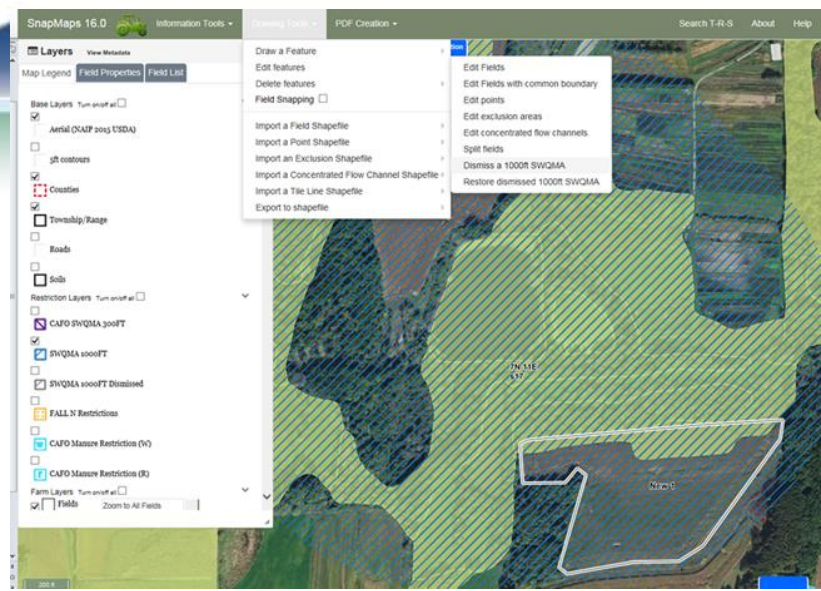 SnapMaps 16.0
Information Tools
Drawing Tools
PDF Creation
Search T-R-S
About
Help
Layers
View Metadata
Map Legend
Field Properties
Field List
Base Layers Turn on/off all
Aerial (NAIP 2015 USDA)
5ft contours
Counties
Township/Range
Roads
Soils
Restriction Layers Turn on/off all
CAFO SWQMA 300FT
SWQMA 1000FT
SWQMA 1000FT Dismissed
FALL N Restrictions
CAFO Manure Restriction (W)
CAFO Manure Restriction (R)
Farm Layers Turn on/off all
Fields
Zoom to All Fields
Draw a Feature
Edit features
Delete features
Field Snapping
Import a Field Shapefile
Import a Point Shapefile
Import an Exclusion Shapefile
Import a Concentrated Flow Channel Shapefile
Import a Tile Line Shapefile
Export to shapefile
Edit Fields
Edit Fields with common boundary
Edit points
Edit exclusion areas
Edit concentrated flow channels
Split fields
Dismiss a 1000ft SWQMA
Restore dismissed 1000ft SWQMA
7N 11E
s17
New 1
200 ft